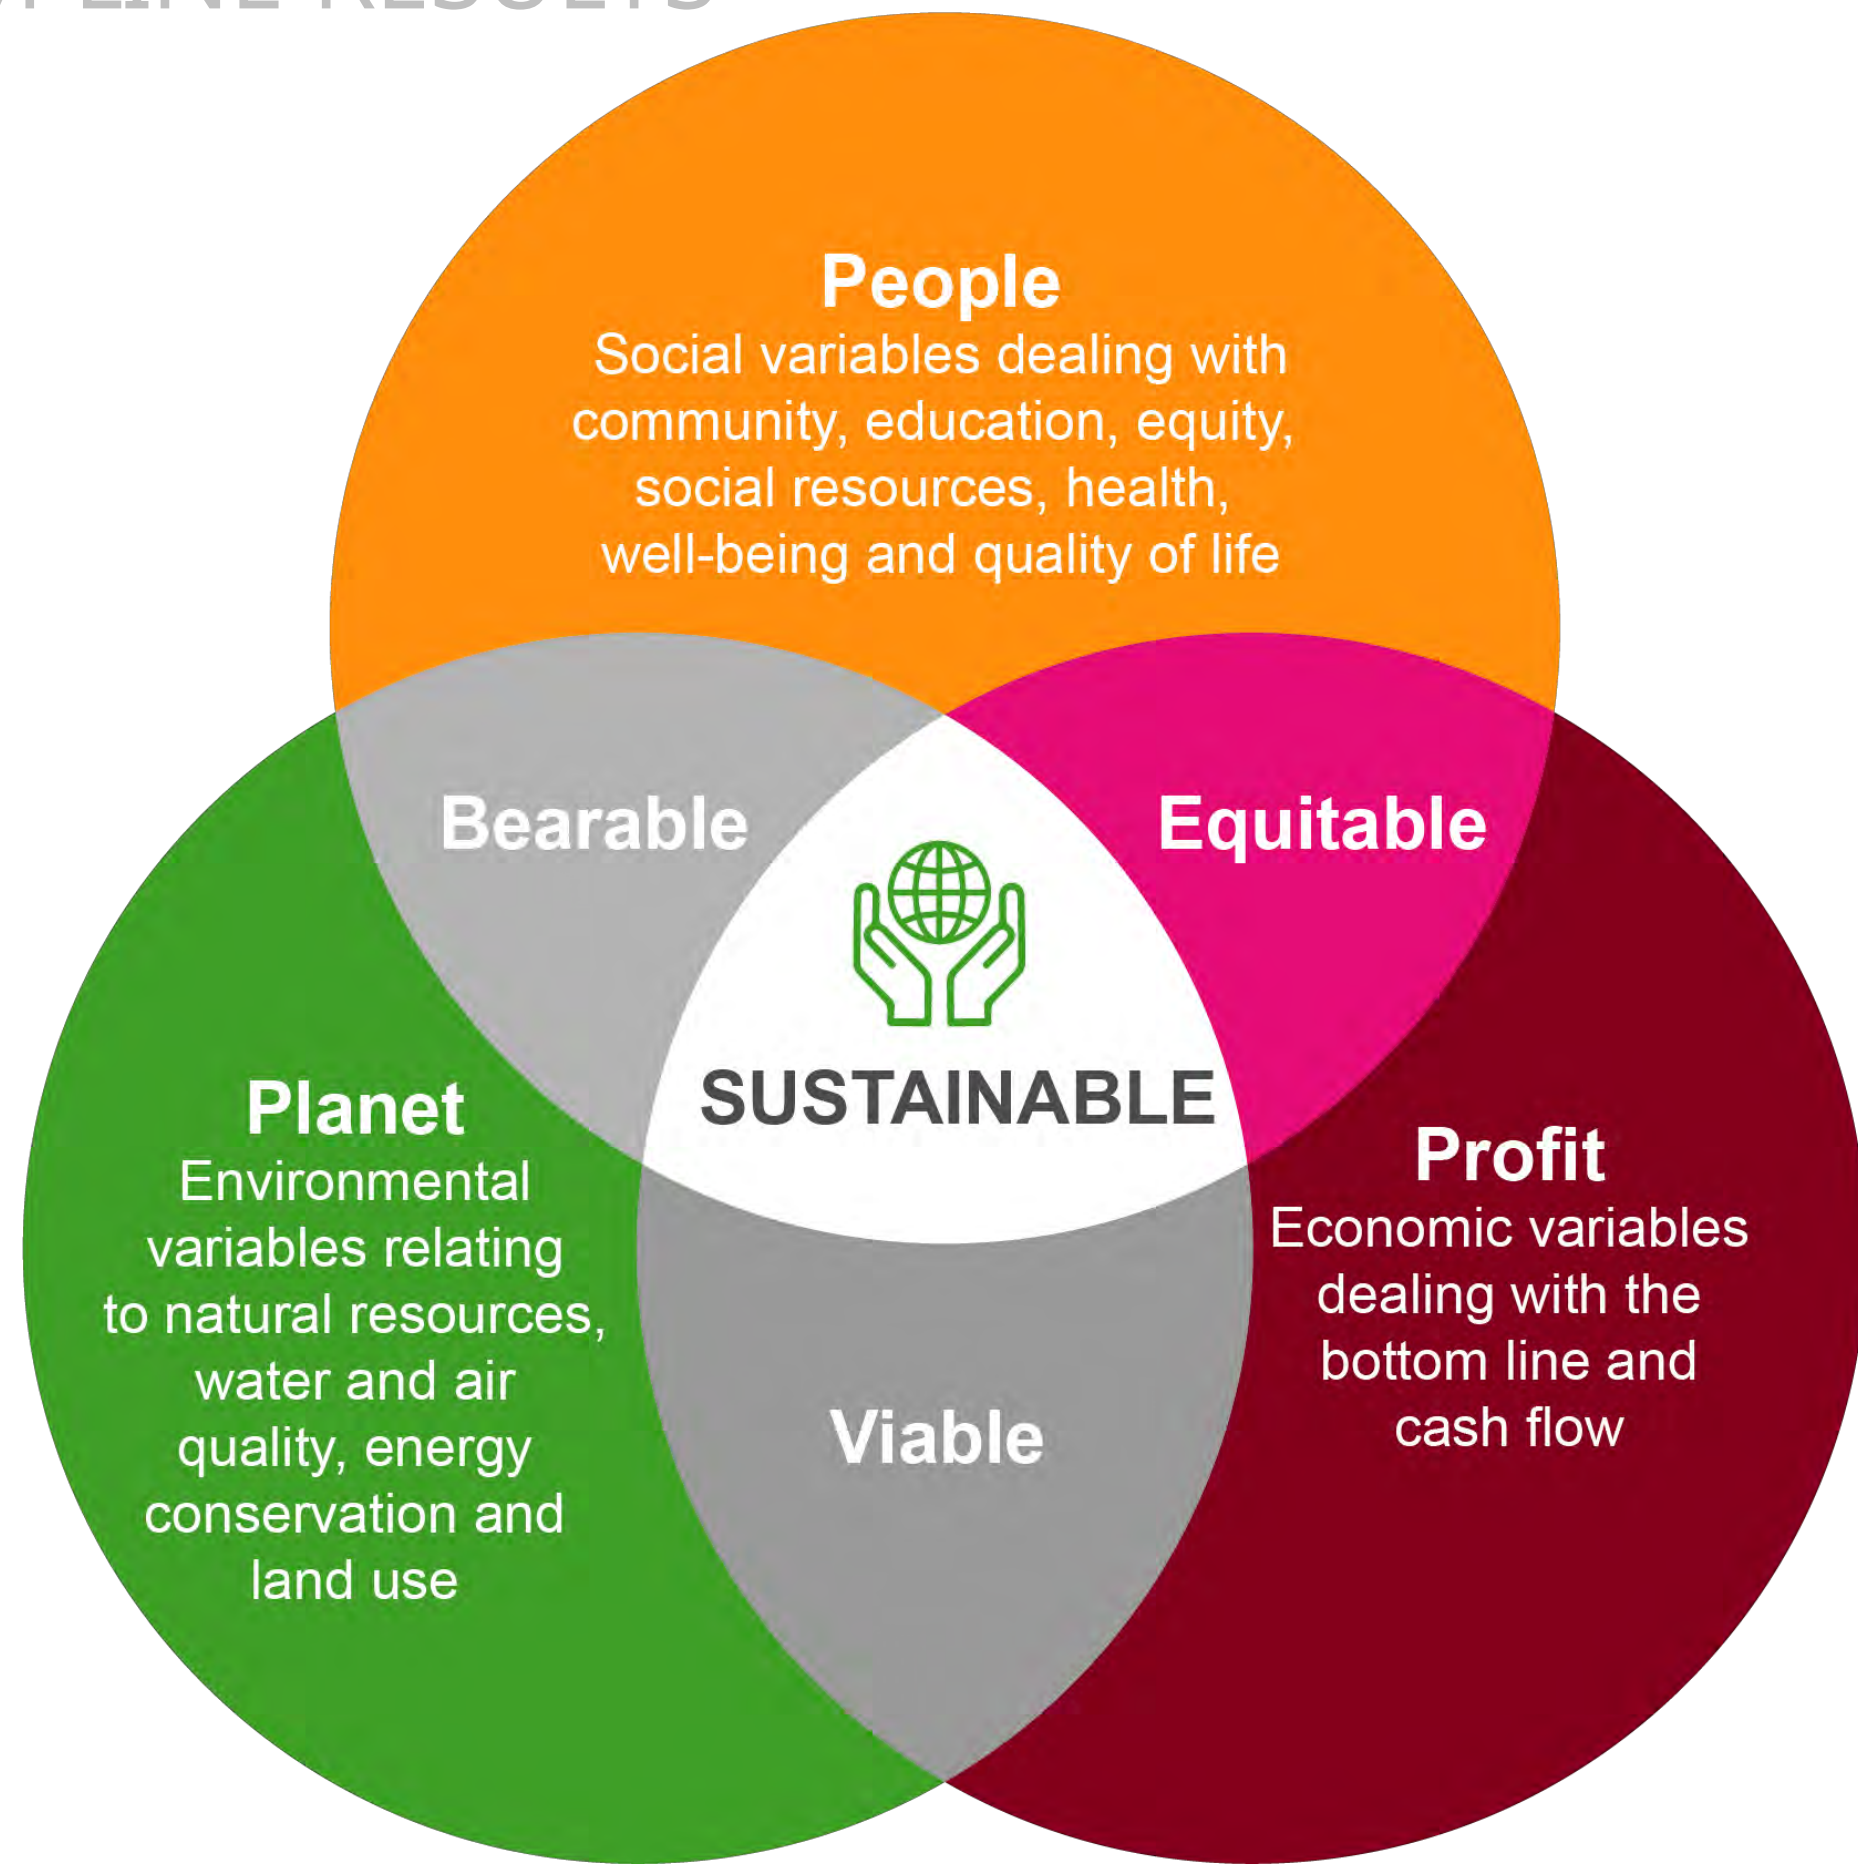 LINE RESULTS
People
Social variables dealing with
community, education, equity,
social resources, health,
well-being and quality of life
Bearable
Equitable
SUSTAINABLE
Planet
Environmental
variables relating
to natural resources,
water and air
quality, energy
conservation and
land use
Profit
Economic variables
dealing with the
bottom line and
cash flow
Viable